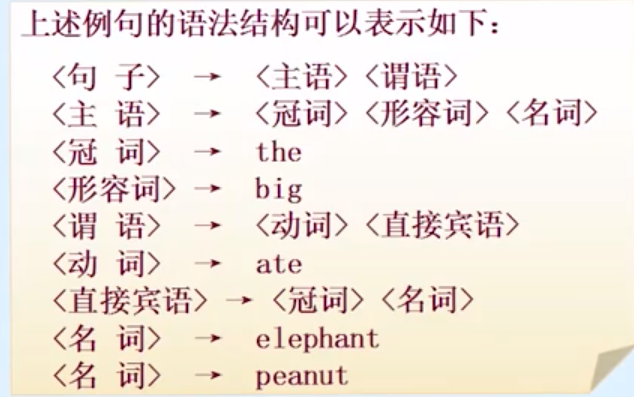 上述例句的语法结构可以表示如下：
<句 子> → <主语><谓语>
<主 语> → <冠词><形容词><名词>
<冠 词> → the
<形容词> → big
<谓 语> → <动词><直接宾语>
<动 词> → ate
<直接宾语> → <冠词><名词>
<名 词> → elephant
<名 词> → peanut